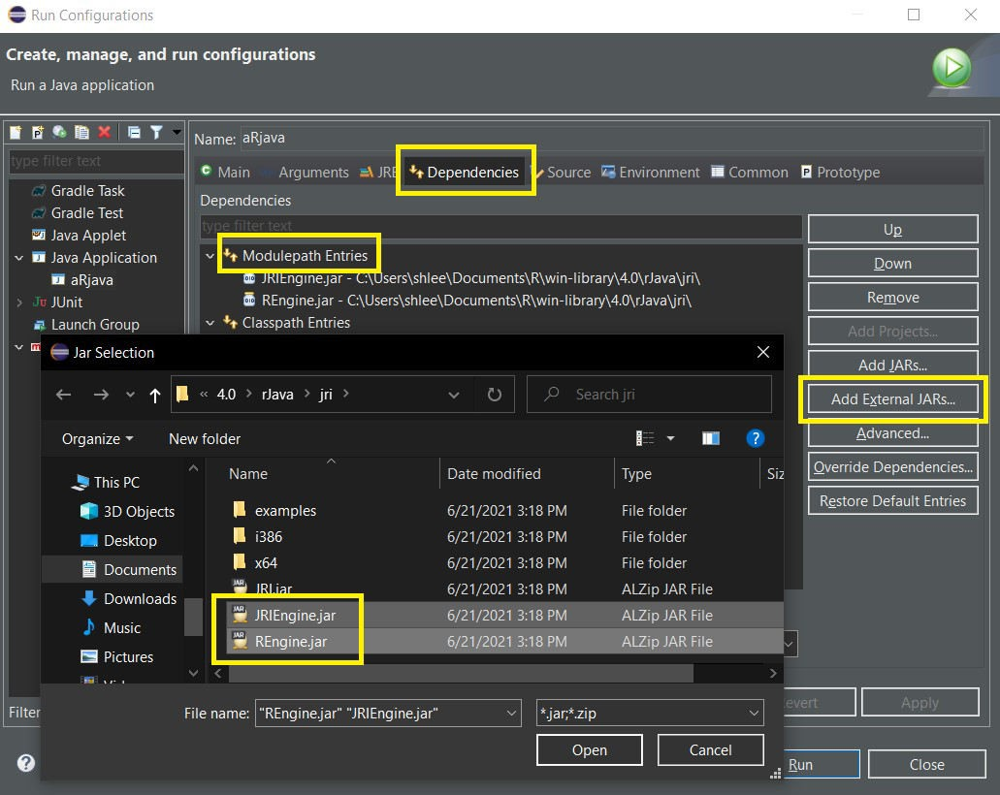 Run Configurations
Create, manage, and run configurations
Run a Java application
type filter text
Gradle Task
Gradle Test
Java Applet
Java Application
aRjava
JUnit
Launch Group
Filter
Name: aRjava
Main Arguments JRE Dependencies Source Environment Common Prototype
Dependencies
type filter text
Modulepath Entries
JRIEngine.jar - C:\Users\shlee\Documents\R\win-library\4.0\rJava\jri\
REngine.jar - C:\Users\shlee\Documents\R\win-library\4.0\rJava\jri\
Classpath Entries
Up
Down
Remove
Add Projects...
Add JARs...
Add External JARs...
Advanced...
Override Dependencies...
Restore Default Entries
Jar Selection
« 4.0 > rJava > jri >
Search jri
Organize New folder
This PC
3D Objects
Desktop
Documents
Downloads
Music
Pictures
Name Date modified Type Siz
examples 6/21/2021 3:18 PM File folder
i386 6/21/2021 3:18 PM File folder
x64 6/21/2021 3:18 PM File folder
JRI.jar 6/21/2021 3:18 PM ALZip JAR File
JRIEngine.jar 6/21/2021 3:18 PM ALZip JAR File
REngine.jar 6/21/2021 3:18 PM ALZip JAR File
File name: "REngine.jar" "JRIEngine.jar" *.jar;*.zip
Open Cancel
Apply
Run Close